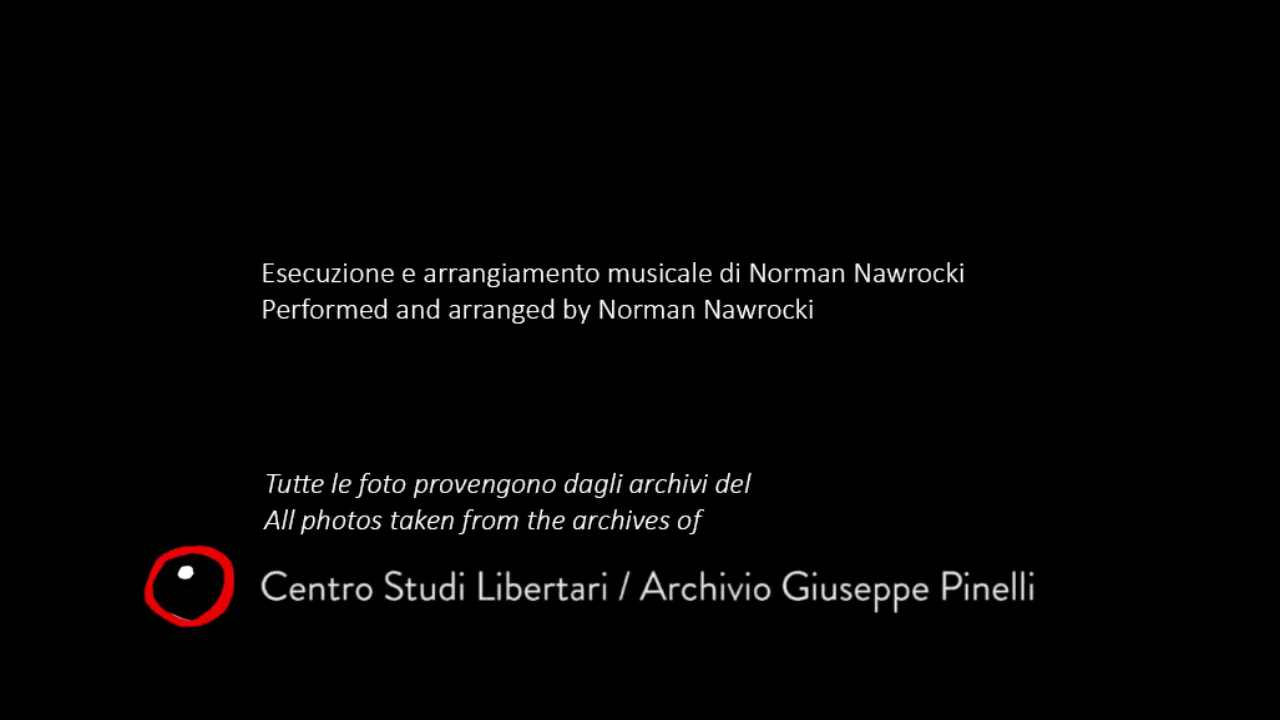 Esecuzione e arrangiamento musicale di Norman Nawrocki
Performed and arranged by Norman Nawrocki
Tutte le foto provengono dagli archivi del
All photos taken from the archives of
Centro Studi Libertari / Archivio Giuseppe Pinelli